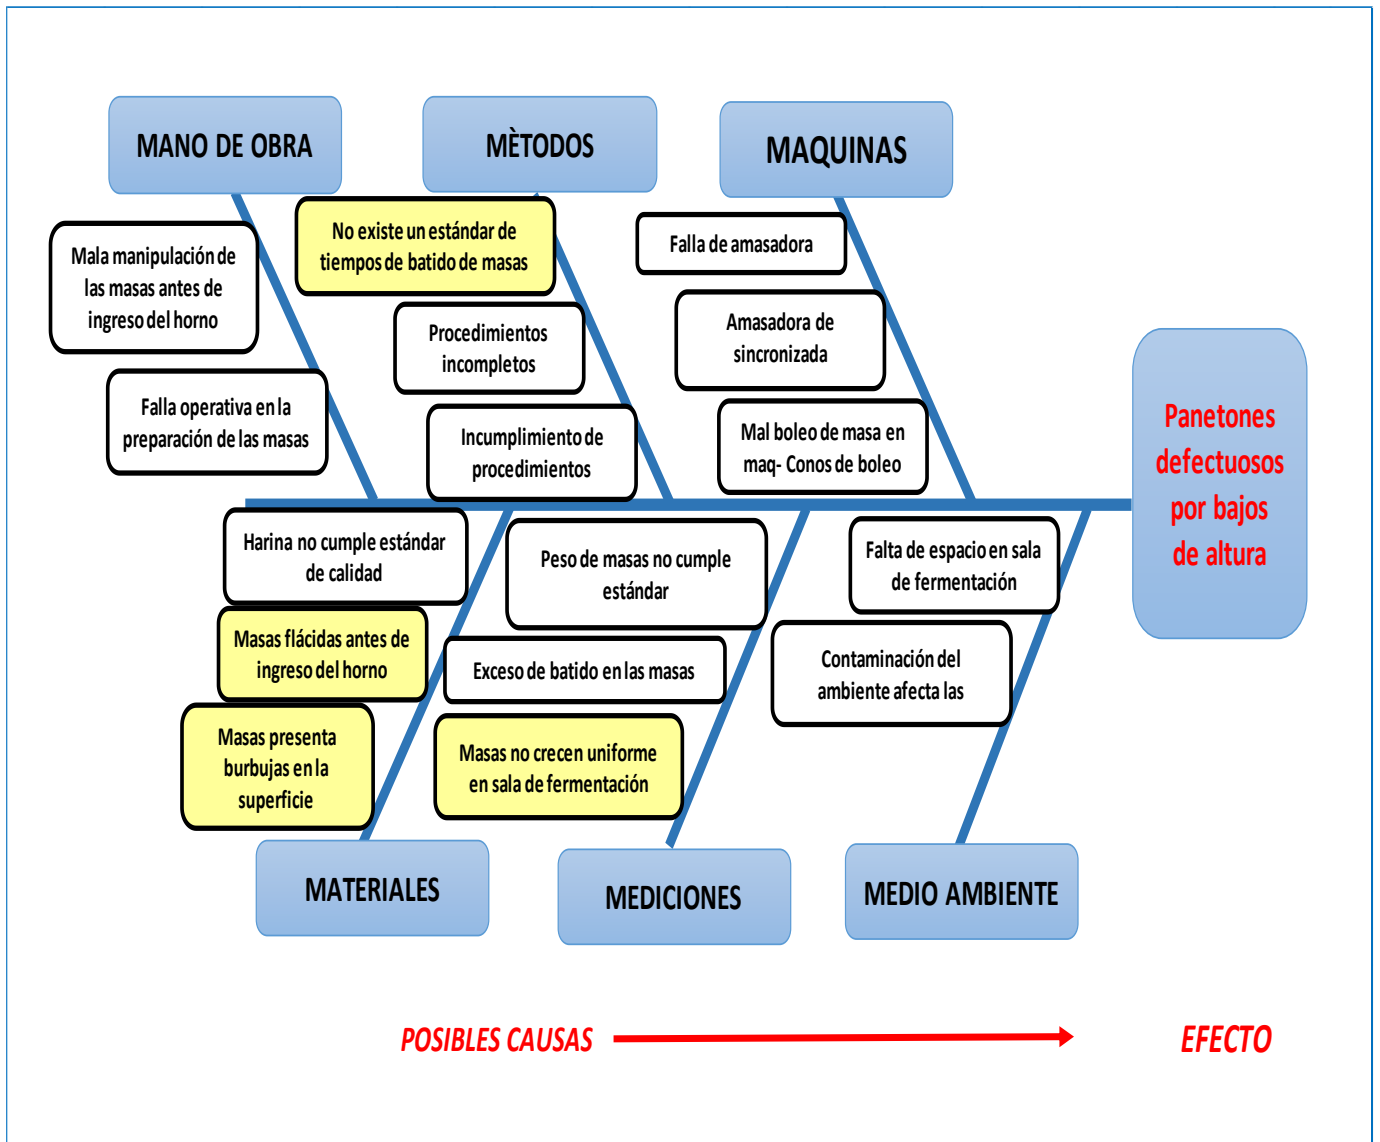 MANO DE OBRA
MÈTODOS
MAQUINAS
Mala manipulación de
las masas antes de
ingreso del horno
Falla operativa en la
preparación de las masas
No existe un estándar de
tiempos de batido de masas
Procedimientos
incompletos
Incumplimiento de
procedimientos
Falla de amasadora
Amasadora de
sincronizada
Mal boleo de masa en
maq- Conos de boleo
Panetones
defectuosos
por bajos
de altura
Harina no cumple estándar
de calidad
Masas flácidas antes de
ingreso del horno
Masas presenta
burbujas en la
superficie
Peso de masas no cumple
estándar
Exceso de batido en las masas
Masas no crecen uniforme
en sala de fermentación
Falta de espacio en sala
de fermentación
Contaminación del
ambiente afecta las
MATERIALES
MEDICIONES
MEDIO AMBIENTE
POSIBLES CAUSAS
EFECTO